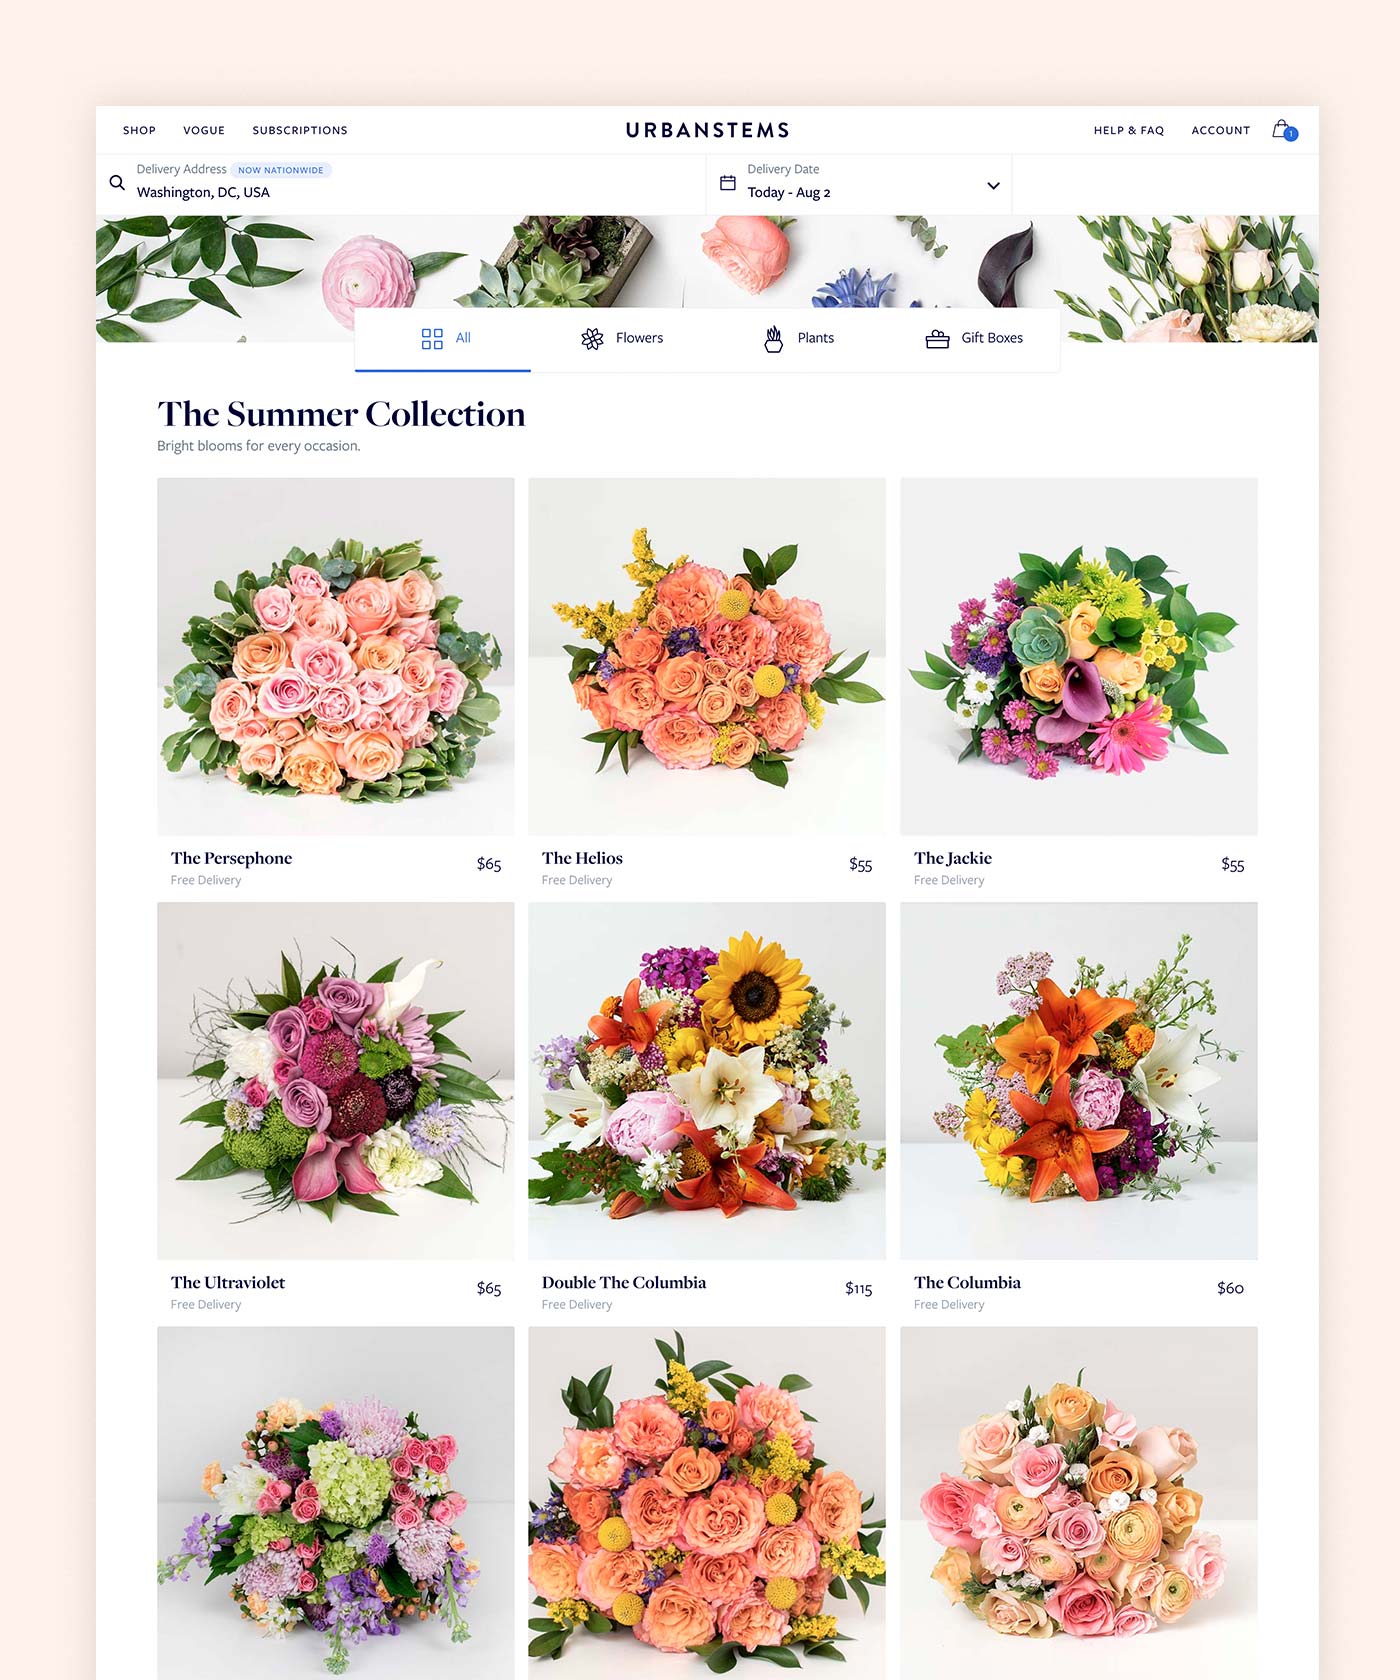 SHOP VOGUE SUBSCRIPTIONS URBANSTEMS HELP & FAQ ACCOUNT 1
Delivery Address NOW NATIONWIDE Delivery Date
Washington, DC, USA Today - Aug 2
All Flowers Plants Gift Boxes
The Summer Collection
Bright blooms for every occasion.
The Persephone $65 The Helios $55 The Jackie $55
Free Delivery Free Delivery Free Delivery
The Ultraviolet $65 Double The Columbia $115 The Columbia $60
Free Delivery Free Delivery Free Delivery